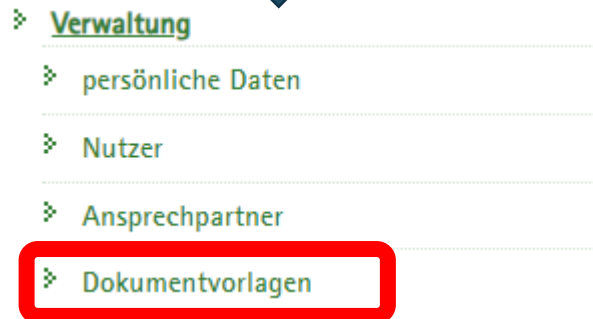 Verwaltung
persönliche Daten
Nutzer
Ansprechpartner
Dokumentvorlagen